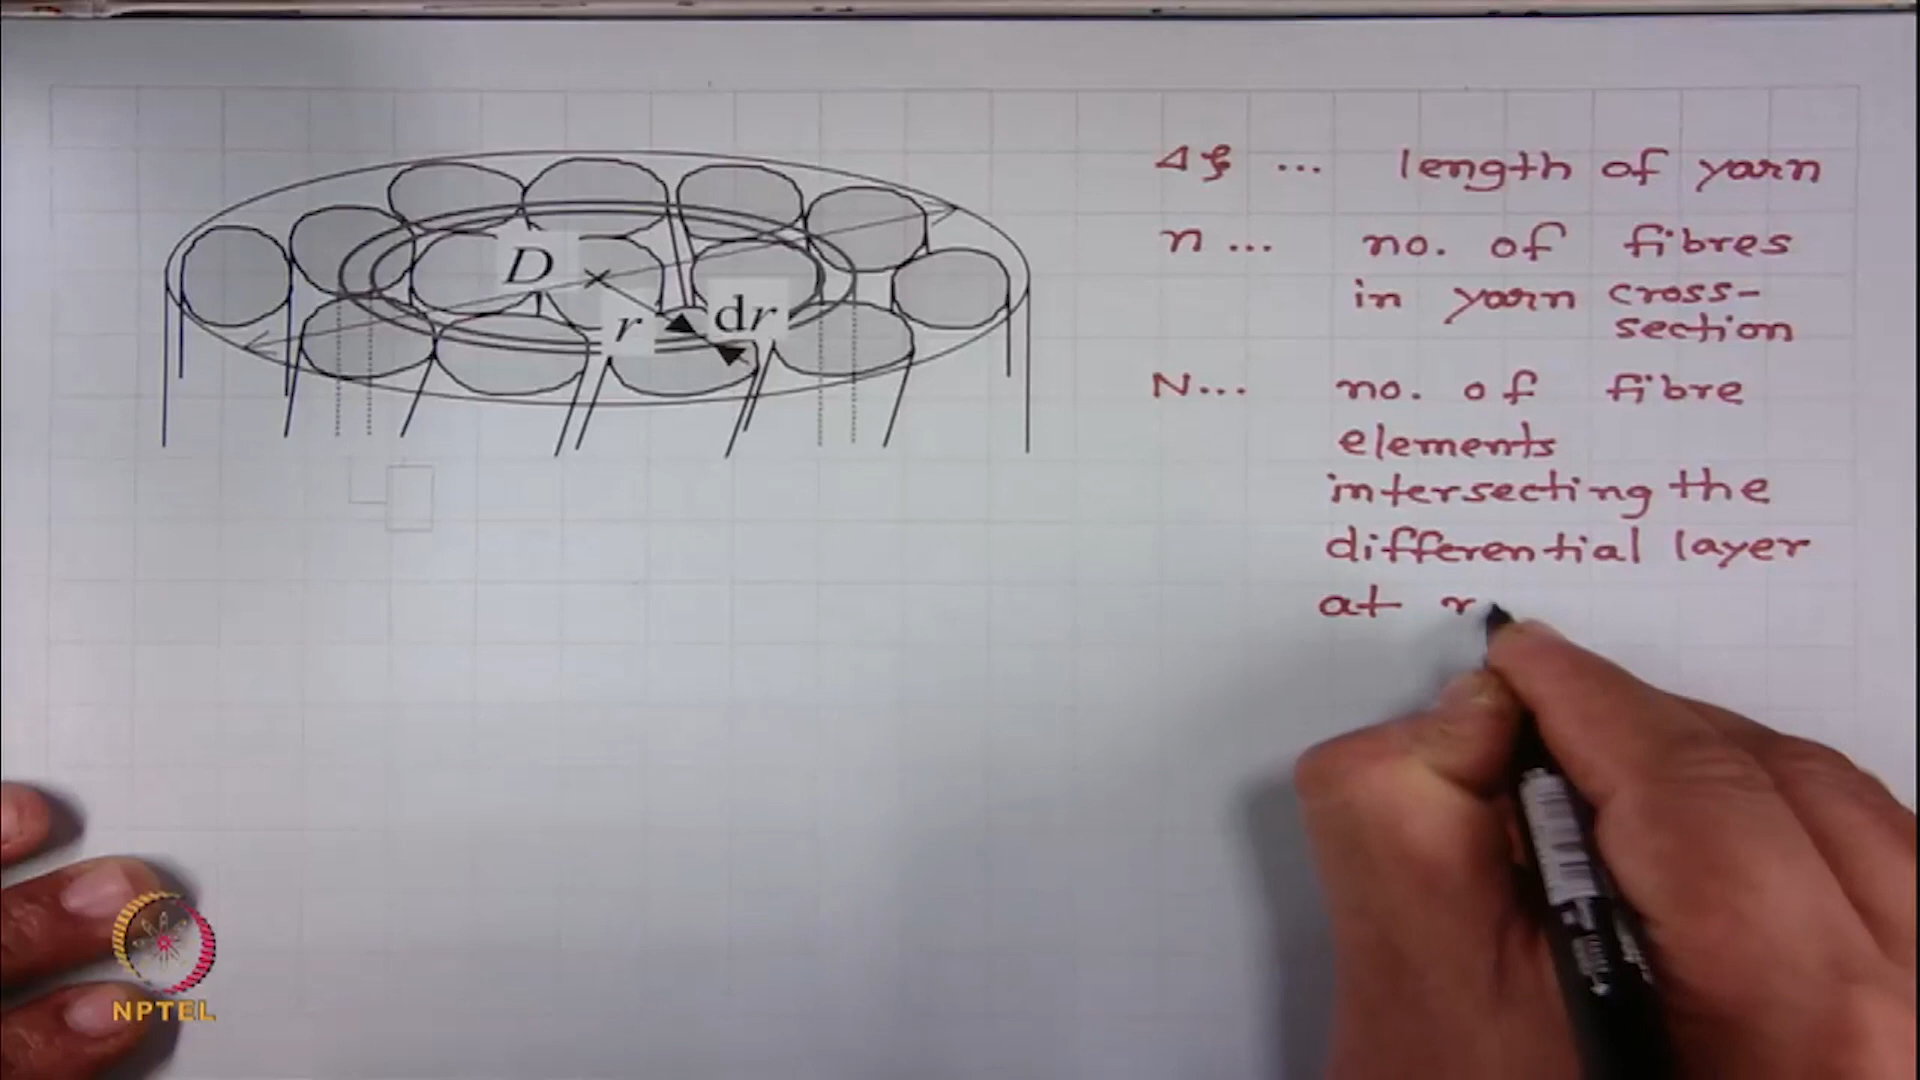 D
r
dr
Δξ ... length of yarn
n ... no. of fibres
in yarn cross-
section
N... no. of fibre
elements
intersecting the
differential layer
at r
NPTEL